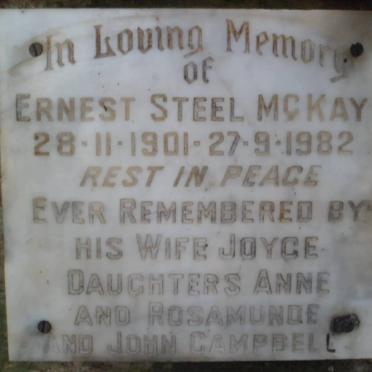 In Loving Memory
of
ERNEST STEEL MCKAY
28·11·1901-27·9·1982
REST IN PEACE
EVER REMEMBERED BY
HIS WIFE JOYCE
DAUGHTERS ANNE
AND ROSAMUNDE
AND JOHN CAMPBELL